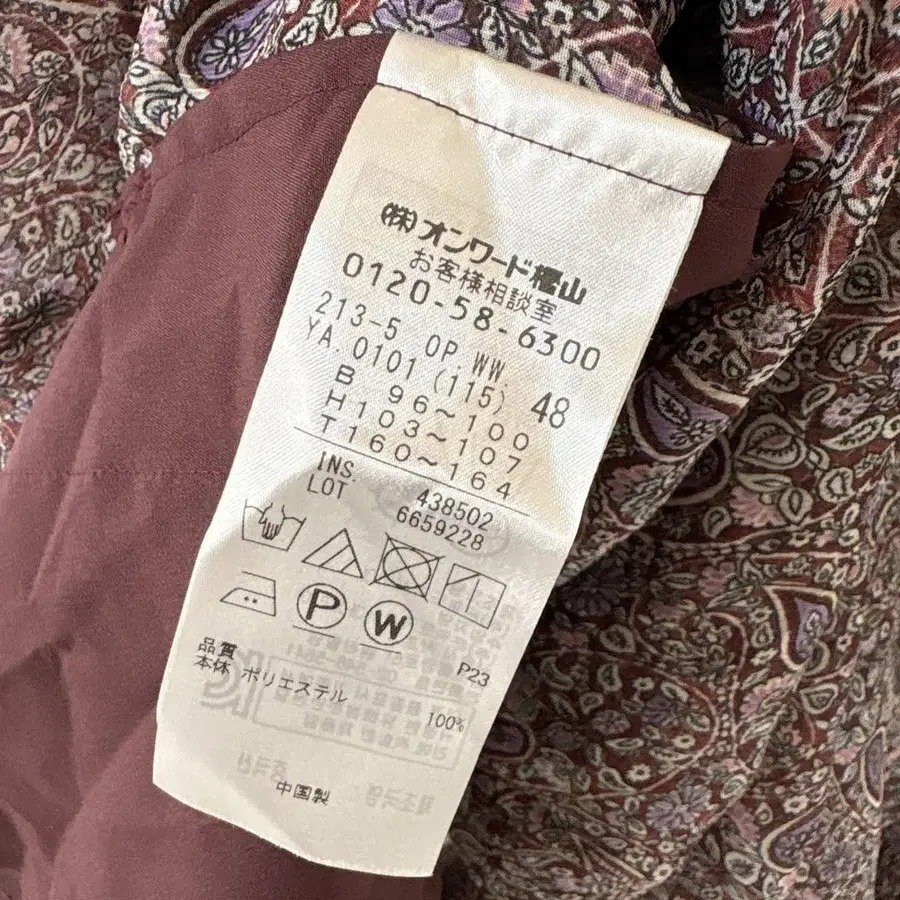 (株)オンワード樫山
お客様相談室
0120-58-6300
213-5 OP.WW.
YA.0101 (115) 48
B 96~100
H103~107
T160~164
INS. 438502
LOT 6659228
P W
品質 P23
本体 ポリエステル 100%
中国製